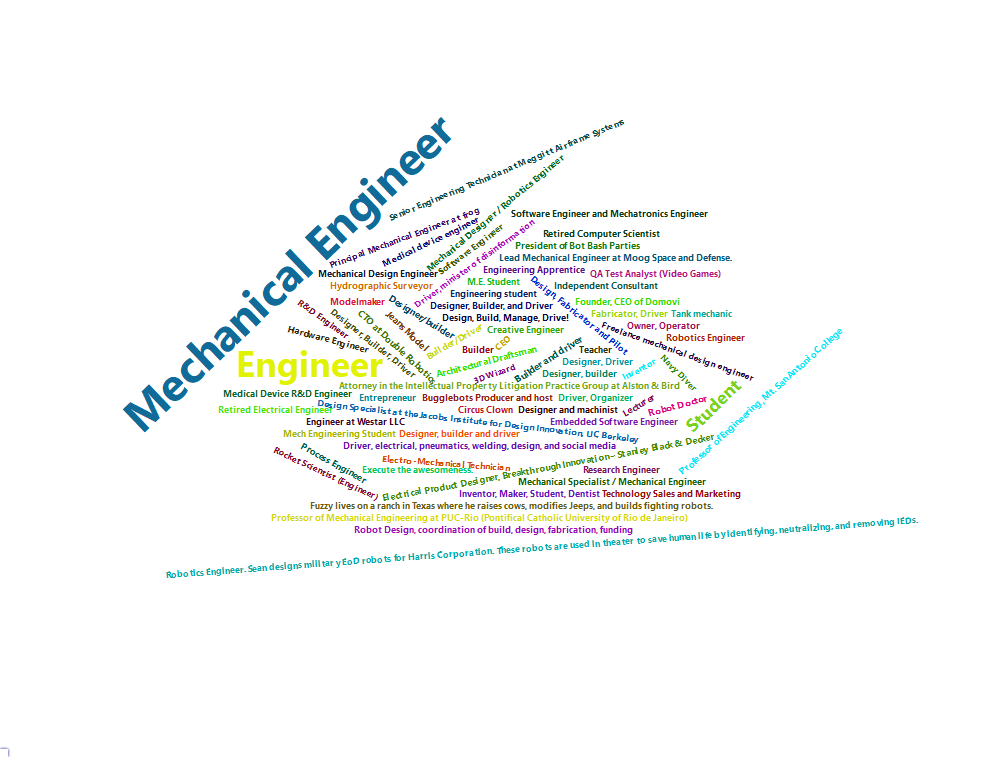 Mechanical Engineer
Senior Engineering Technician at Meggitt Airframe Systems
Mechanical Designer / Robotics Engineer
Principal Mechanical Engineer at frog
Medical device engineer
Software Engineer
Software Engineer and Mechatronics Engineer
Driver, minister of disinformation
Retired Computer Scientist
President of Bot Bash Parties
Lead Mechanical Engineer at Moog Space and Defense.
Mechanical Design Engineer
Engineering Apprentice
QA Test Analyst (Video Games)
Hydrographic Surveyor
M.E. Student
Design, Fabricator and Pilot
Independent Consultant
Engineering student
Modelmaker
Designer/builder
Designer, Builder, and Driver
Founder, CEO of Domovi
R&D Engineer
Designer, Builder, Driver
CTO at Double Robotics
Jeans Model
Design, Build, Manage, Drive!
Fabricator, Driver
Tank mechanic
Freelance mechanical design engineer
Owner, Operator
Hardware Engineer
Builder/Driver
Creative Engineer
Robotics Engineer
Builder
CEO
Builder and driver
Teacher
Engineer
Architectural Draftsman
3D Wizard
Designer, Driver
Designer, builder
Inventor
Navy Diver
Attorney in the Intellectual Property Litigation Practice Group at Alston & Bird
Medical Device R&D Engineer
Entrepreneur
Bugglebots Producer and host
Driver, Organizer
Lecturer
Robot Doctor
Student
Professor of Engineering, Mt. San Antonio College
Retired Electrical Engineer
Design Specialist at the Jacobs Institute for Design Innovation, UC Berkeley
Circus Clown
Designer and machinist
Engineer at Westar LLC
Embedded Software Engineer
Mech Engineering Student
Designer, builder and driver
Driver, electrical, pneumatics, welding, design, and social media
Process Engineer
Rocket Scientist (Engineer)
Electro-Mechanical Technician
Execute the awesomeness.
Electrical Product Designer, Breakthrough Innovation - Stanley Black & Decker
Research Engineer
Mechanical Specialist / Mechanical Engineer
Inventor, Maker, Student, Dentist
Technology Sales and Marketing
Fuzzy lives on a ranch in Texas where he raises cows, modifies Jeeps, and builds fighting robots.
Professor of Mechanical Engineering at PUC-Rio (Pontifical Catholic University of Rio de Janeiro)
Robot Design, coordination of build, design, fabrication, funding
Robotics Engineer. Sean designs military EoD robots for Harris Corporation. These robots are used in theater to save human life by identifying, neutralizing, and removing IEDs.